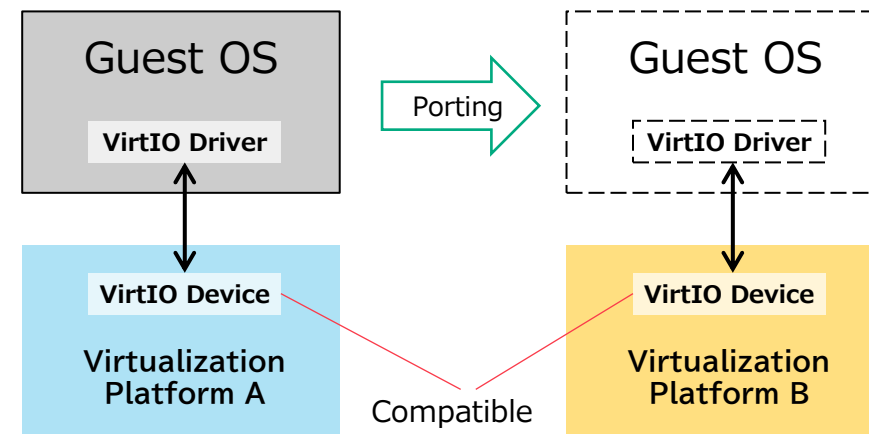 Guest OS
VirtIO Driver
Porting
Guest OS
VirtIO Driver
VirtIO Device
Virtualization
Platform A
Compatible
VirtIO Device
Virtualization
Platform B